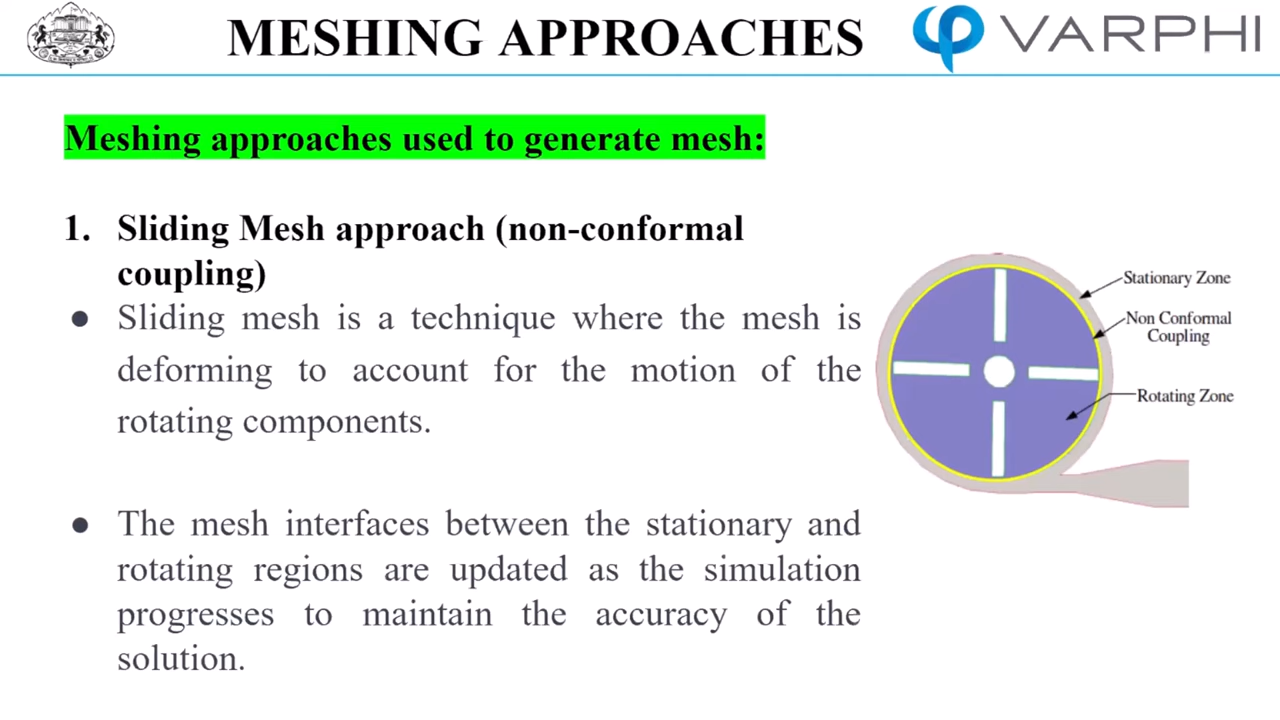 MESHING APPROACHES
VARPHI
Meshing approaches used to generate mesh:
1. Sliding Mesh approach (non-conformal
coupling)
● Sliding mesh is a technique where the mesh is
deforming to account for the motion of the
rotating components.
● The mesh interfaces between the stationary and
rotating regions are updated as the simulation
progresses to maintain the accuracy of the
solution.
Stationary Zone
Non Conformal
Coupling
Rotating Zone